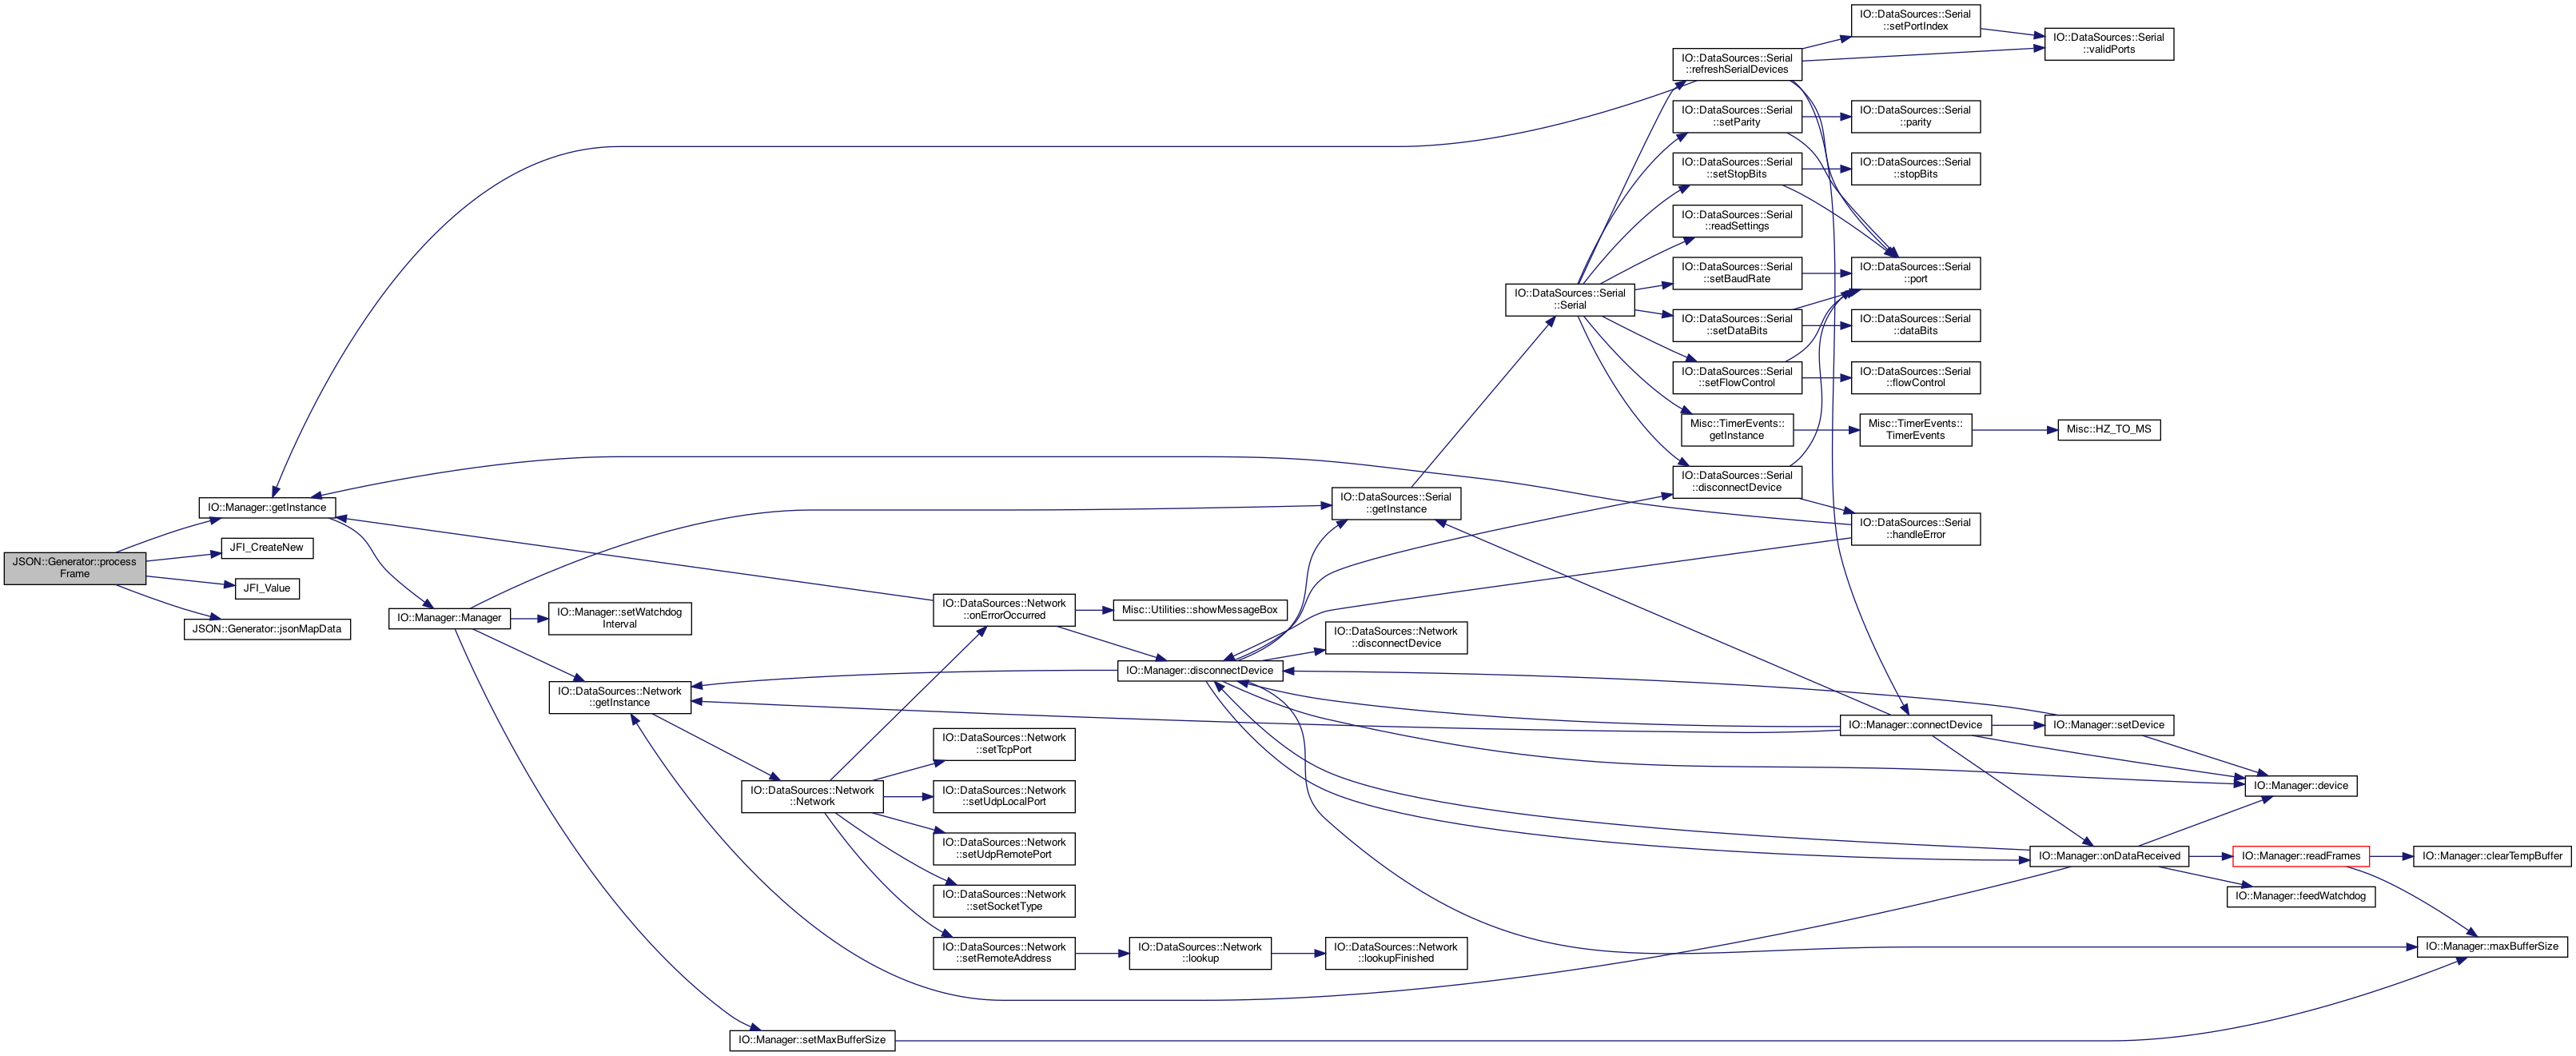 JSON::Generator::process
Frame
IO::Manager::getInstance
JFI_CreateNew
JFI_Value
JSON::Generator::jsonMapData
IO::Manager::Manager
IO::Manager::setWatchdog
Interval
IO::DataSources::Network
::getInstance
IO::Manager::setMaxBufferSize
IO::DataSources::Network
::Network
IO::DataSources::Network
::onErrorOccurred
IO::DataSources::Network
::setTcpPort
IO::DataSources::Network
::setUdpLocalPort
IO::DataSources::Network
::setUdpRemotePort
IO::DataSources::Network
::setSocketType
IO::DataSources::Network
::setRemoteAddress
Misc::Utilities::showMessageBox
IO::Manager::disconnectDevice
IO::DataSources::Network
::lookup
IO::DataSources::Serial
::getInstance
IO::DataSources::Network
::disconnectDevice
IO::DataSources::Network
::lookupFinished
IO::DataSources::Serial
::Serial
IO::DataSources::Serial
::refreshSerialDevices
IO::DataSources::Serial
::setParity
IO::DataSources::Serial
::setStopBits
IO::DataSources::Serial
::readSettings
IO::DataSources::Serial
::setBaudRate
IO::DataSources::Serial
::setDataBits
IO::DataSources::Serial
::setFlowControl
Misc::TimerEvents::
getInstance
IO::DataSources::Serial
::disconnectDevice
IO::DataSources::Serial
::setPortIndex
IO::DataSources::Serial
::parity
IO::DataSources::Serial
::stopBits
IO::DataSources::Serial
::port
IO::DataSources::Serial
::dataBits
IO::DataSources::Serial
::flowControl
Misc::TimerEvents::
TimerEvents
IO::DataSources::Serial
::handleError
IO::Manager::connectDevice
IO::DataSources::Serial
::validPorts
Misc::HZ_TO_MS
IO::Manager::setDevice
IO::Manager::onDataReceived
IO::Manager::device
IO::Manager::readFrames
IO::Manager::feedWatchdog
IO::Manager::clearTempBuffer
IO::Manager::maxBufferSize